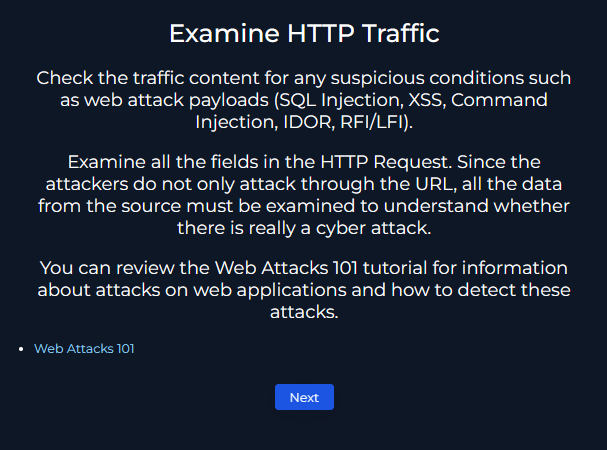 Examine HTTP Traffic
Check the traffic content for any suspicious conditions such
as web attack payloads (SQL Injection, XSS, Command
Injection, IDOR, RFI/LFI).
Examine all the fields in the HTTP Request. Since the
attackers do not only attack through the URL, all the data
from the source must be examined to understand whether
there is really a cyber attack.
You can review the Web Attacks 101 tutorial for information
about attacks on web applications and how to detect these
attacks.
Web Attacks 101
Next